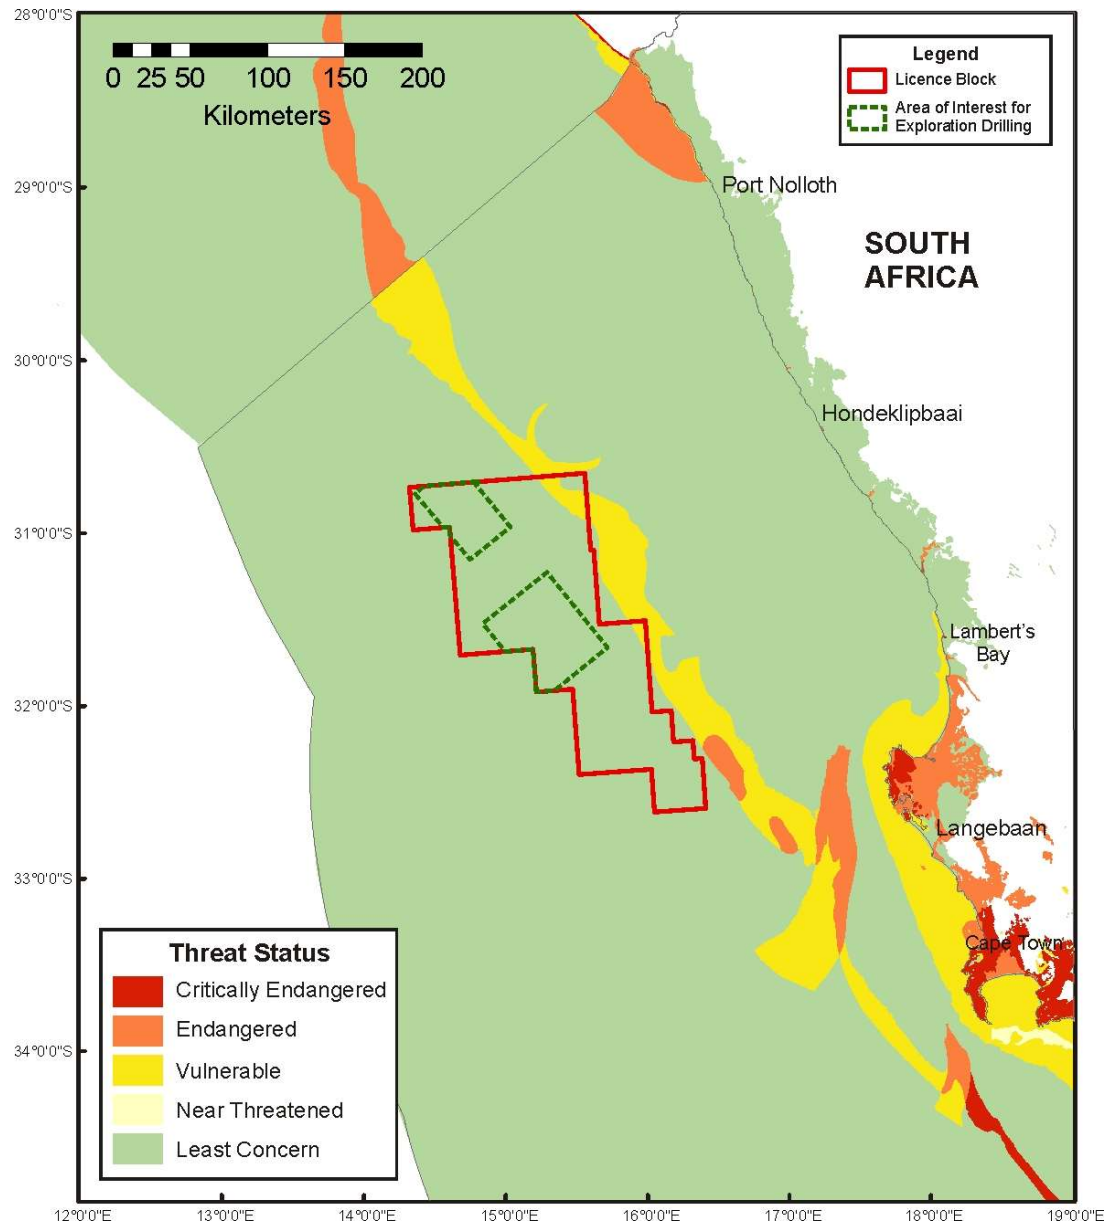 28°0'0"S
0 25 50 100 150 200
Kilometers
Legend
Licence Block
Area of Interest for
Exploration Drilling
29°0'0"S
Port Nolloth
SOUTH
AFRICA
30°0'0"S
Hondeklipbaai
31°0'0"S
Lambert's
Bay
32°0'0"S
Langebaan
33°0'0"S
Cape Town
Threat Status
Critically Endangered
Endangered
Vulnerable
Near Threatened
Least Concern
34°0'0"S
12°0'0"E 13°0'0"E 14°0'0"E 15°0'0"E 16°0'0"E 17°0'0"E 18°0'0"E 19°0'0"E